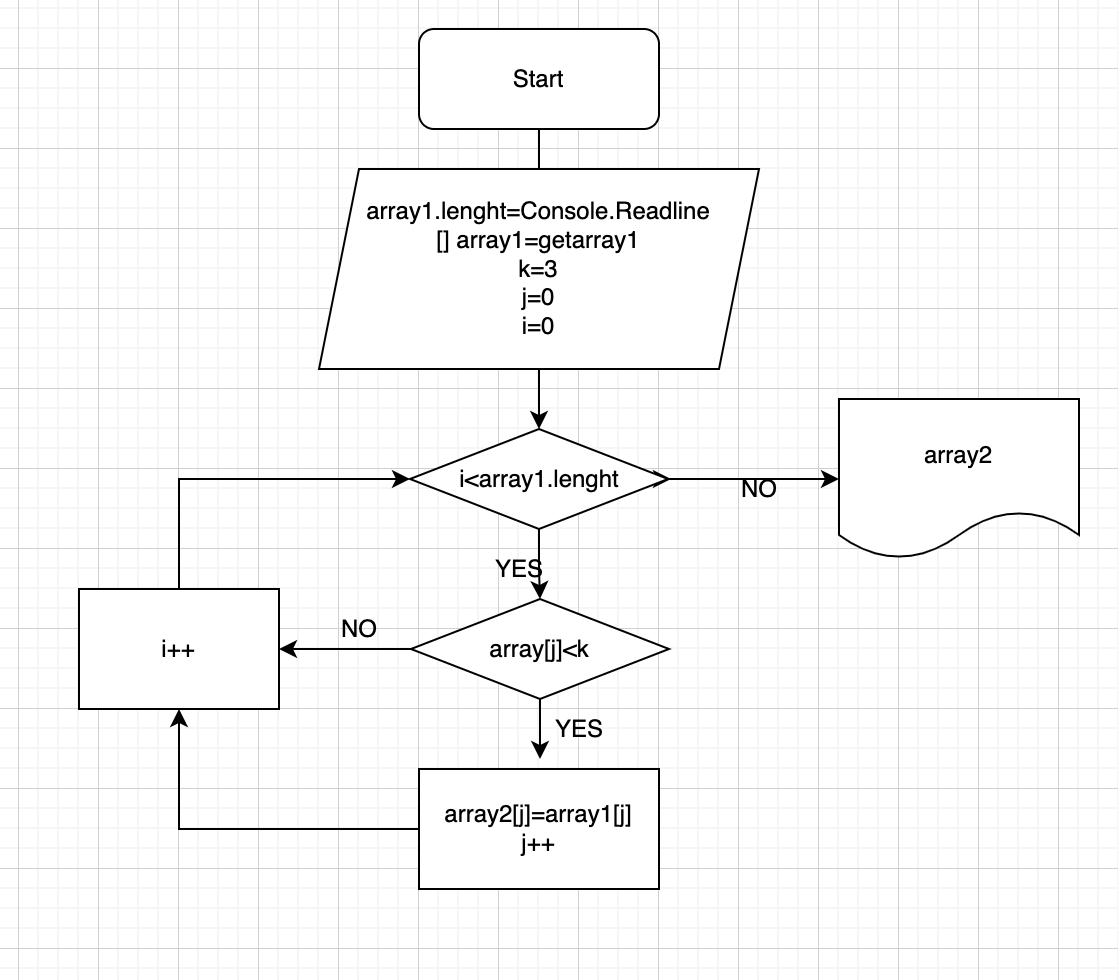 Start
array1.lenght=Console.Readline
[] array1=getarray1
k=3
j=0
i=0
i<array1.lenght
NO
array2
YES
array[j]<k
NO
i++
YES
array2[j]=array1[j]
j++